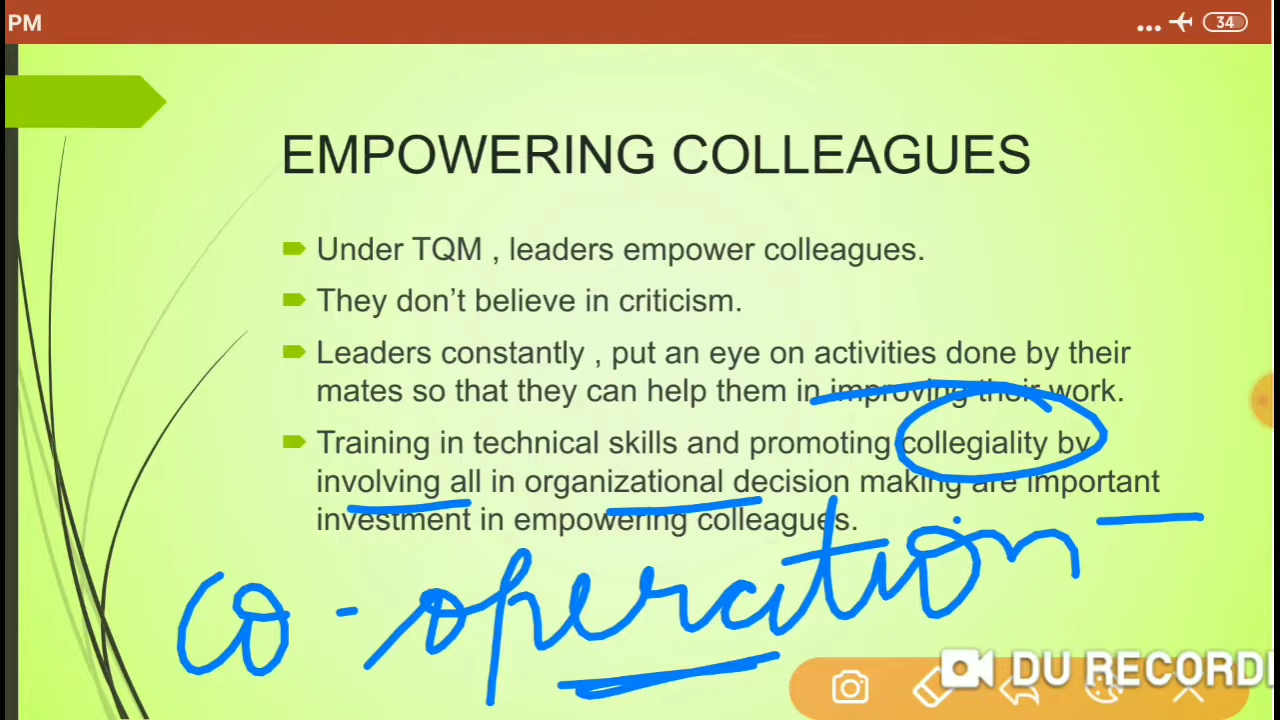 PM
34
EMPOWERING COLLEAGUES
Under TQM , leaders empower colleagues.
They don’t believe in criticism.
Leaders constantly , put an eye on activities done by their
mates so that they can help them in improving their work.
Training in technical skills and promoting collegiality by
involving all in organizational decision making are important
investment in empowering colleagues.
co-operation
DU RECORD